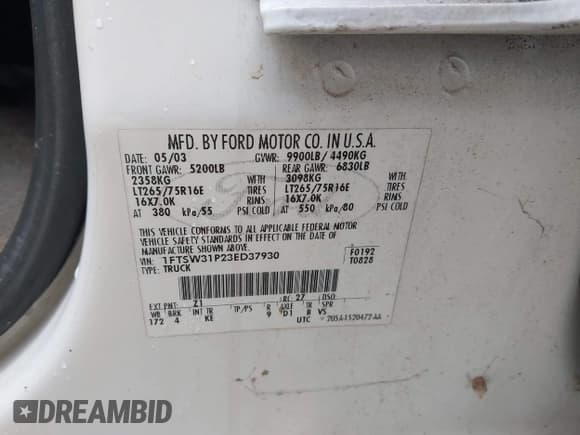 MFD. BY FORD MOTOR CO. IN U.S.A.
DATE: 05/03 GVWR: 9900LB/ 4490KG
FRONT GAWR: 5200LB REAR GAWR: 6830LB
2358KG WITH 3098KG WITH
LT265/75R16E TIRES LT265/75R16E TIRES
16X7.0K RIMS 16X7.0K RIMS
AT 380 kPa/55 PSI COLD AT 550 kPa/80 PSI COLD
THIS VEHICLE CONFORMS TO ALL APPLICABLE FEDERAL MOTOR
VEHICLE SAFETY STANDARDS IN EFFECT ON THE DATE OF
MANUFACTURE SHOWN ABOVE.
VIN: 1FTSW31P23ED37930 F0192
TYPE: TRUCK T0828
EXT PNT: Z1 RC: 27 DSO:
WB BRK INT TR TP/PS R AXLE TR SPR
172 4 KE 9 D1 B VS
UTC
DREAMBID